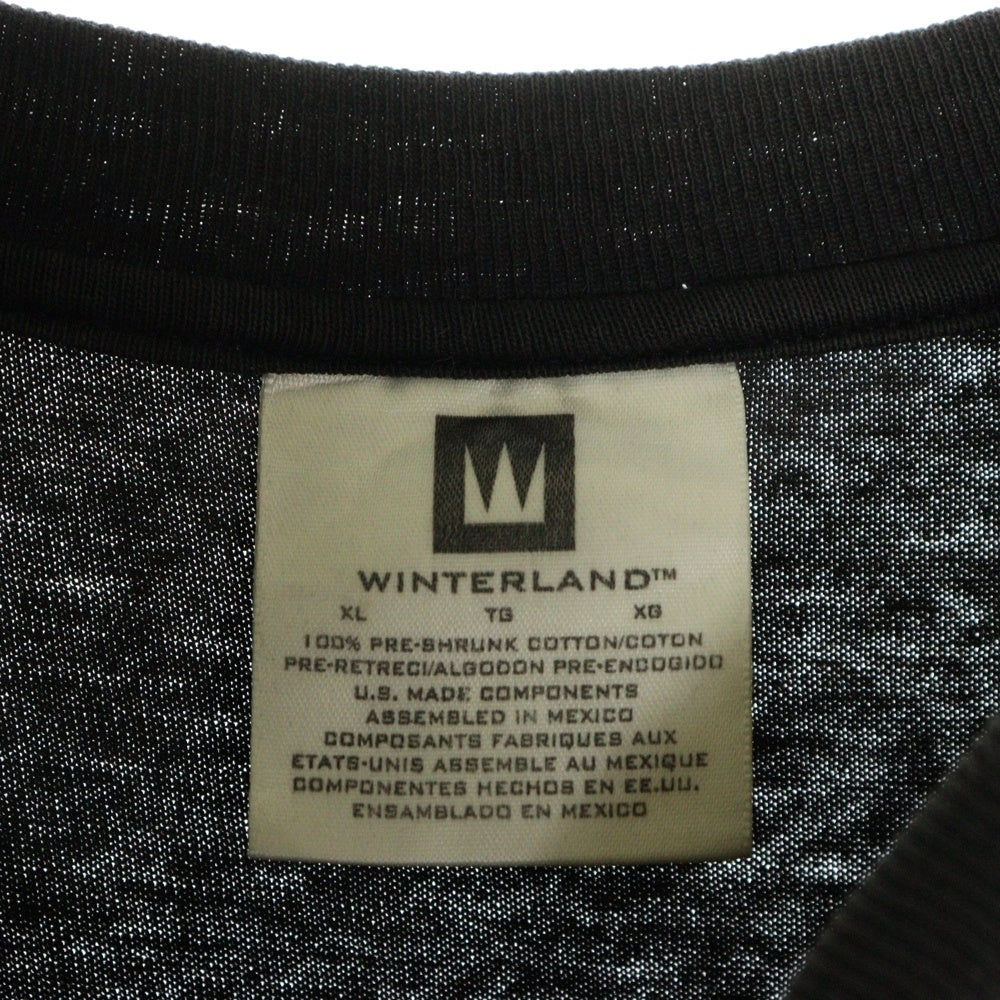 W
WINTERLAND™
XL TG XG
100% PRE-SHRUNK COTTON/COTON
PRE-RETRECI/ALGODON PRE-ENCOGIDO
U.S. MADE COMPONENTS
ASSEMBLED IN MEXICO
COMPOSANTS FABRIQUES AUX
ETATS-UNIS ASSEMBLE AU MEXIQUE
COMPONENTES HECHOS EN EE.UU.
ENSAMBLADO EN MEXICO